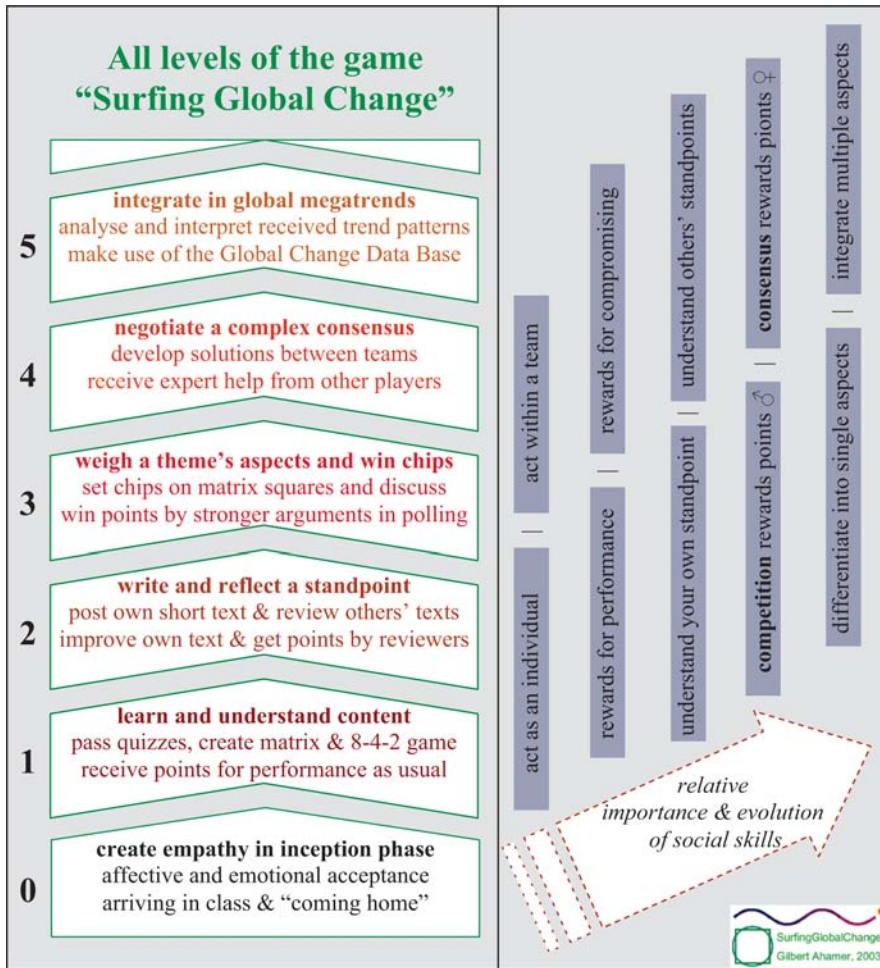 All levels of the game
“Surfing Global Change”
5
integrate in global megatrends
analyse and interpret received trend patterns
make use of the Global Change Data Base
4
negotiate a complex consensus
develop solutions between teams
receive expert help from other players
3
weigh a theme’s aspects and win chips
set chips on matrix squares and discuss
win points by stronger arguments in polling
2
write and reflect a standpoint
post own short text & review others’ texts
improve own text & get points by reviewers
1
learn and understand content
pass quizzes, create matrix & 8-4-2 game
receive points for performance as usual
0
create empathy in inception phase
affective and emotional acceptance
arriving in class & “coming home”
act as an individual | act within a team
rewards for performance | rewards for compromising
understand your own standpoint | understand others’ standpoints
competition rewards points ♂ | consensus rewards pionts ♀
differentiate into single aspects | integrate multiple aspects
relative
importance & evolution
of social skills
SurfingGlobalChange
Gilbert Ahamer, 2003